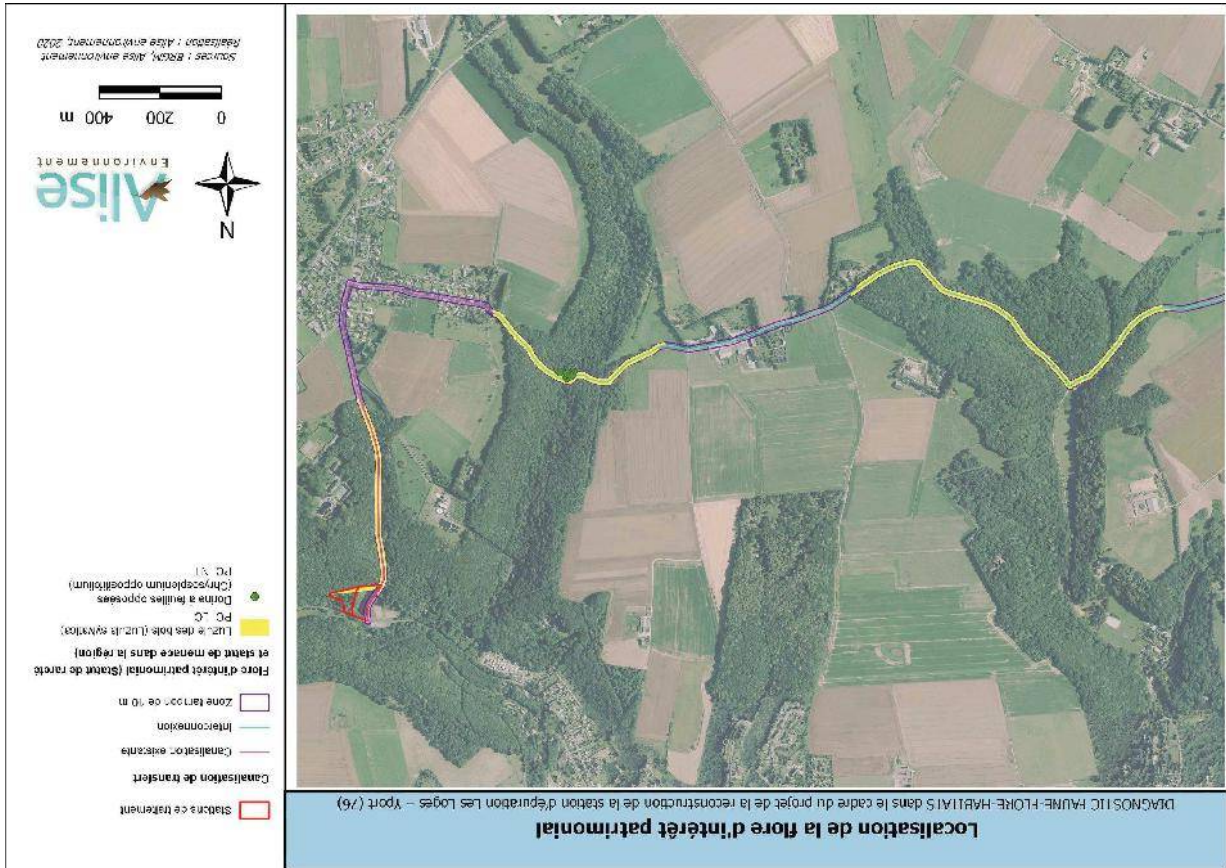 Localisation de la flore d'intérêt patrimonial
DIAGNOSTIC FAUNE-FLORE-HABITATS dans le cadre du projet de la reconstruction de la station d'épuration Les Loges – Yport (76)
Stations de traitement
Canalisation de transfert
Canalisation existante
Interconnexion
Zone tampon de 10 m
Flore d'intérêt patrimonial (Statut de rareté
et statut de menace dans la région)
Luzule des bois (Luzula sylvatica)
PC, LC
Dorina à feuilles opposées
(Chrysosplenium oppositifolium)
PC,
N
Alise
Environnement
0 200 400 m
Sources : BRGM, Alise environnement
Réalisation : Alise environnement, 2020